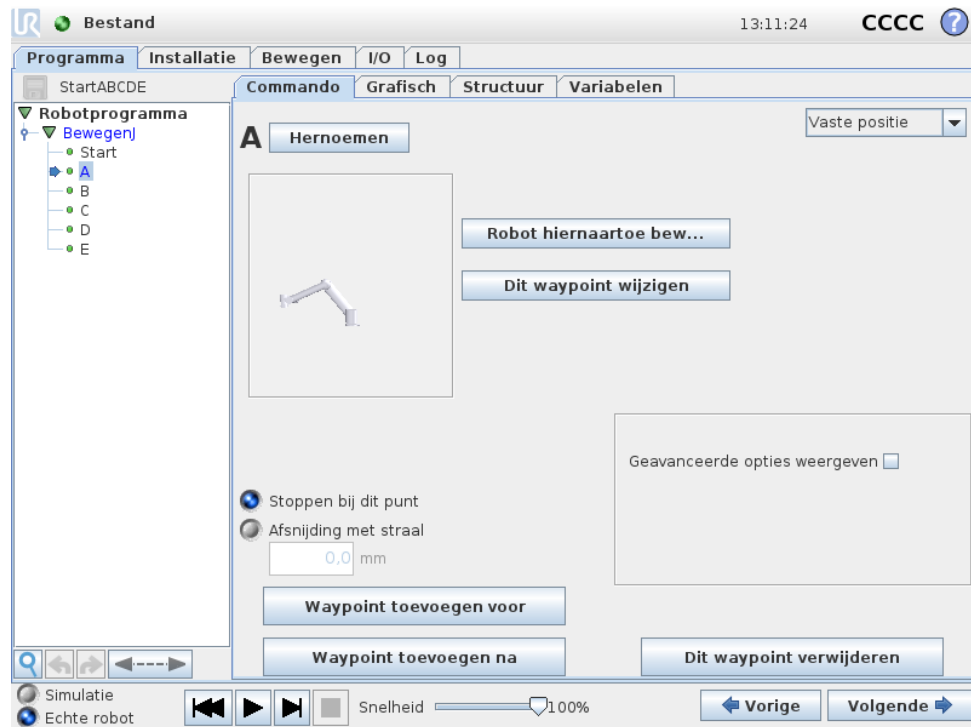 UR Bestand 13:11:24 CCCC ?
Programma Installatie Bewegen I/O Log
StartABCDE
Commando Grafisch Structuur Variabelen
Robotprogramma
BewegenJ
Start
A
B
C
D
E
A Hernoemen
Vaste positie
Robot hiernaartoe bew...
Dit waypoint wijzigen
Geavanceerde opties weergeven
Stoppen bij dit punt
Afsnijding met straal
0,0 mm
Waypoint toevoegen voor
Waypoint toevoegen na
Dit waypoint verwijderen
Simulatie
Echte robot
Snelheid 100%
Vorige
Volgende